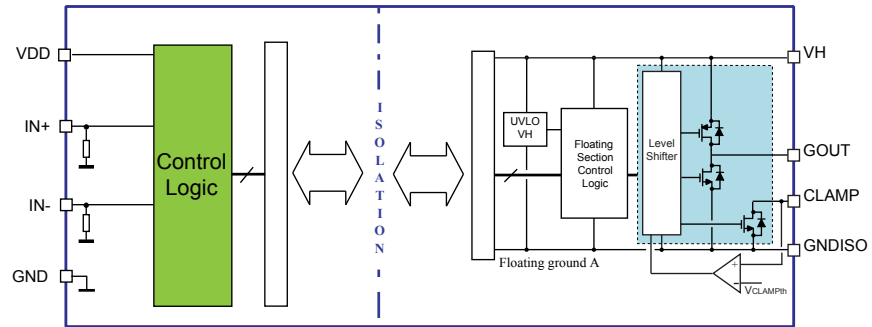 VDD
IN+
IN-
GND
Control
Logic
ISOLATION
UVLO
VH
Floating
Section
Control
Logic
Level
Shifter
VH
GOUT
CLAMP
GNDISO
Floating ground A
+
-
VCLAMPth